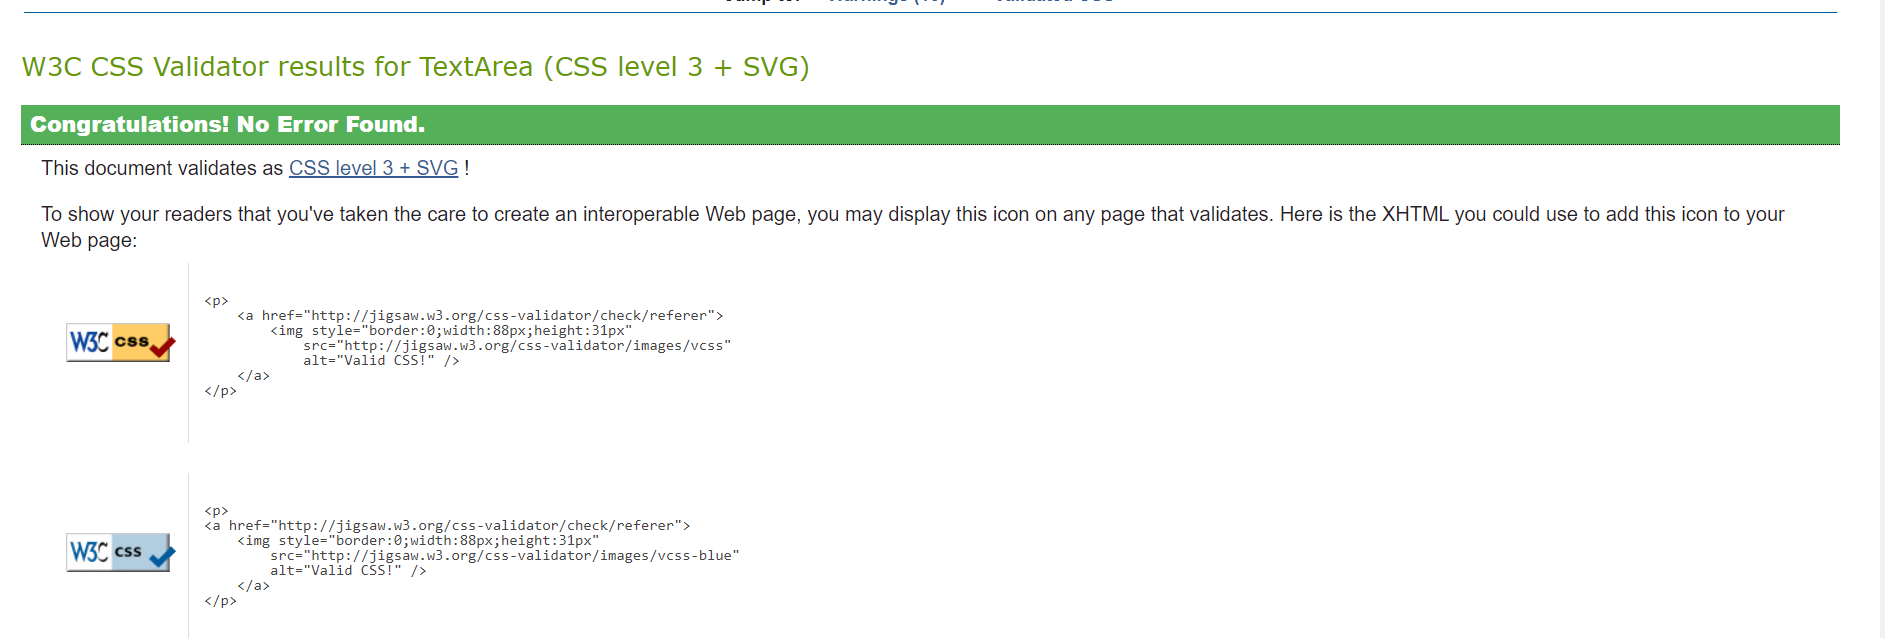 W3C CSS Validator results for TextArea (CSS level 3 + SVG)
Congratulations! No Error Found.
This document validates as CSS level 3 + SVG !
To show your readers that you've taken the care to create an interoperable Web page, you may display this icon on any page that validates. Here is the XHTML you could use to add this icon to your
Web page:
W3C css
<p>
<a href="http://jigsaw.w3.org/css-validator/check/referer">
<img style="border:0;width:88px;height:31px"
src="http://jigsaw.w3.org/css-validator/images/vcss"
alt="Valid CSS!" />
</a>
</p>
W3C css
<p>
<a href="http://jigsaw.w3.org/css-validator/check/referer">
<img style="border:0;width:88px;height:31px"
src="http://jigsaw.w3.org/css-validator/images/vcss-blue"
alt="Valid CSS!" />
</a>
</p>